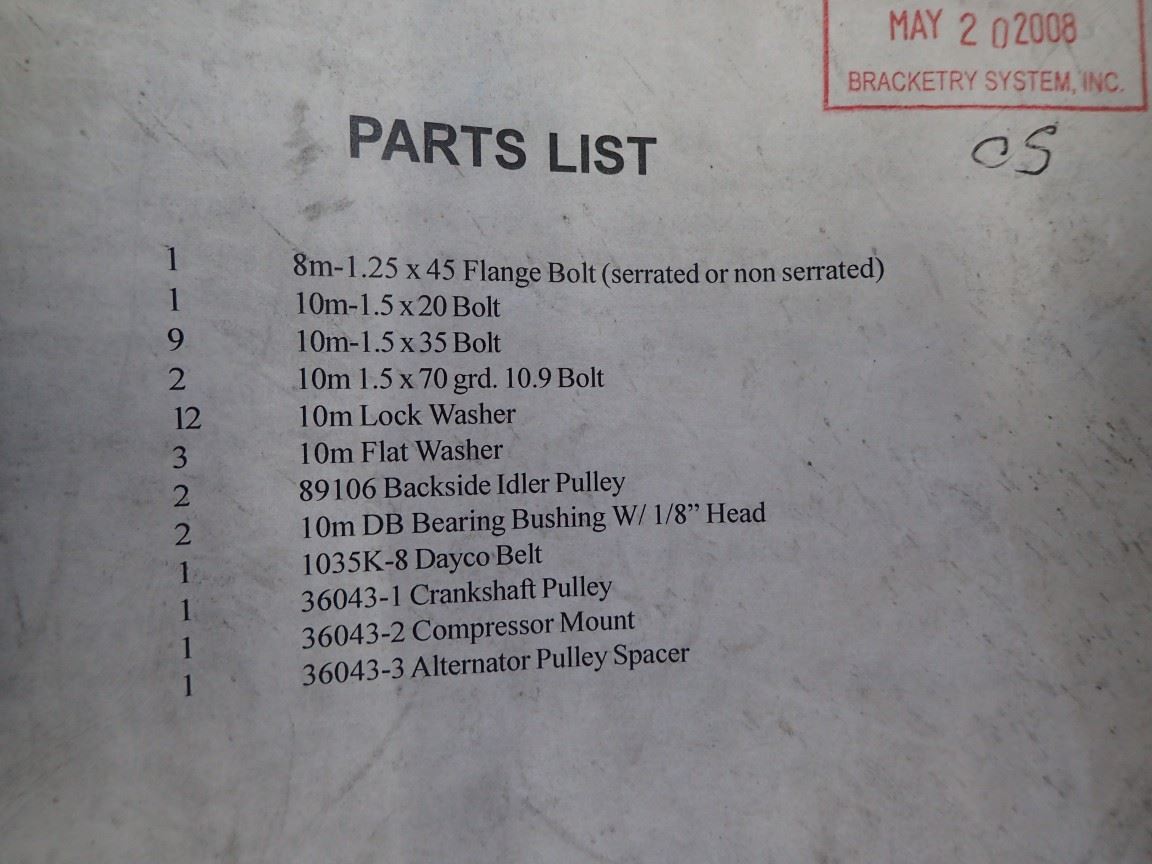 MAY 20 2008
BRACKETRY SYSTEM, INC.
PARTS LIST
CS
1 8m-1.25 x 45 Flange Bolt (serrated or non serrated)
1 10m-1.5 x 20 Bolt
9 10m-1.5 x 35 Bolt
2 10m 1.5 x 70 grd. 10.9 Bolt
12 10m Lock Washer
3 10m Flat Washer
2 89106 Backside Idler Pulley
2 10m DB Bearing Bushing W/ 1/8” Head
1 1035K-8 Dayco Belt
1 36043-1 Crankshaft Pulley
1 36043-2 Compressor Mount
1 36043-3 Alternator Pulley Spacer